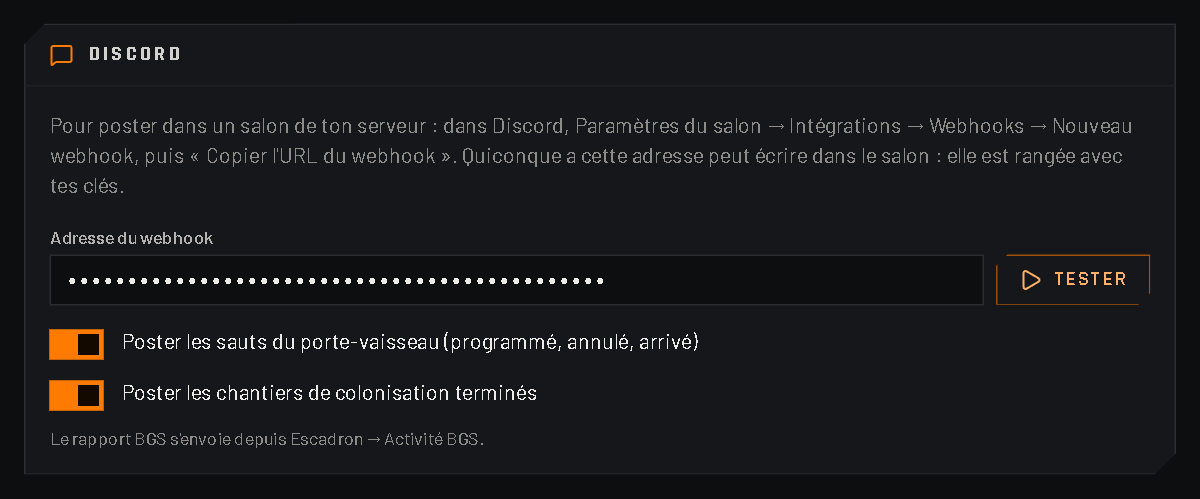 DISCORD
Pour poster dans un salon de ton serveur : dans Discord, Paramètres du salon → Intégrations → Webhooks → Nouveau
webhook, puis « Copier l'URL du webhook ». Quiconque a cette adresse peut écrire dans le salon : elle est rangée avec
tes clés.
Adresse du webhook
••••••••••••••••••••••••••••••••••••••••••••
TESTER
Poster les sauts du porte-vaisseau (programmé, annulé, arrivé)
Poster les chantiers de colonisation terminés
Le rapport BGS s'envoie depuis Escadron → Activité BGS.